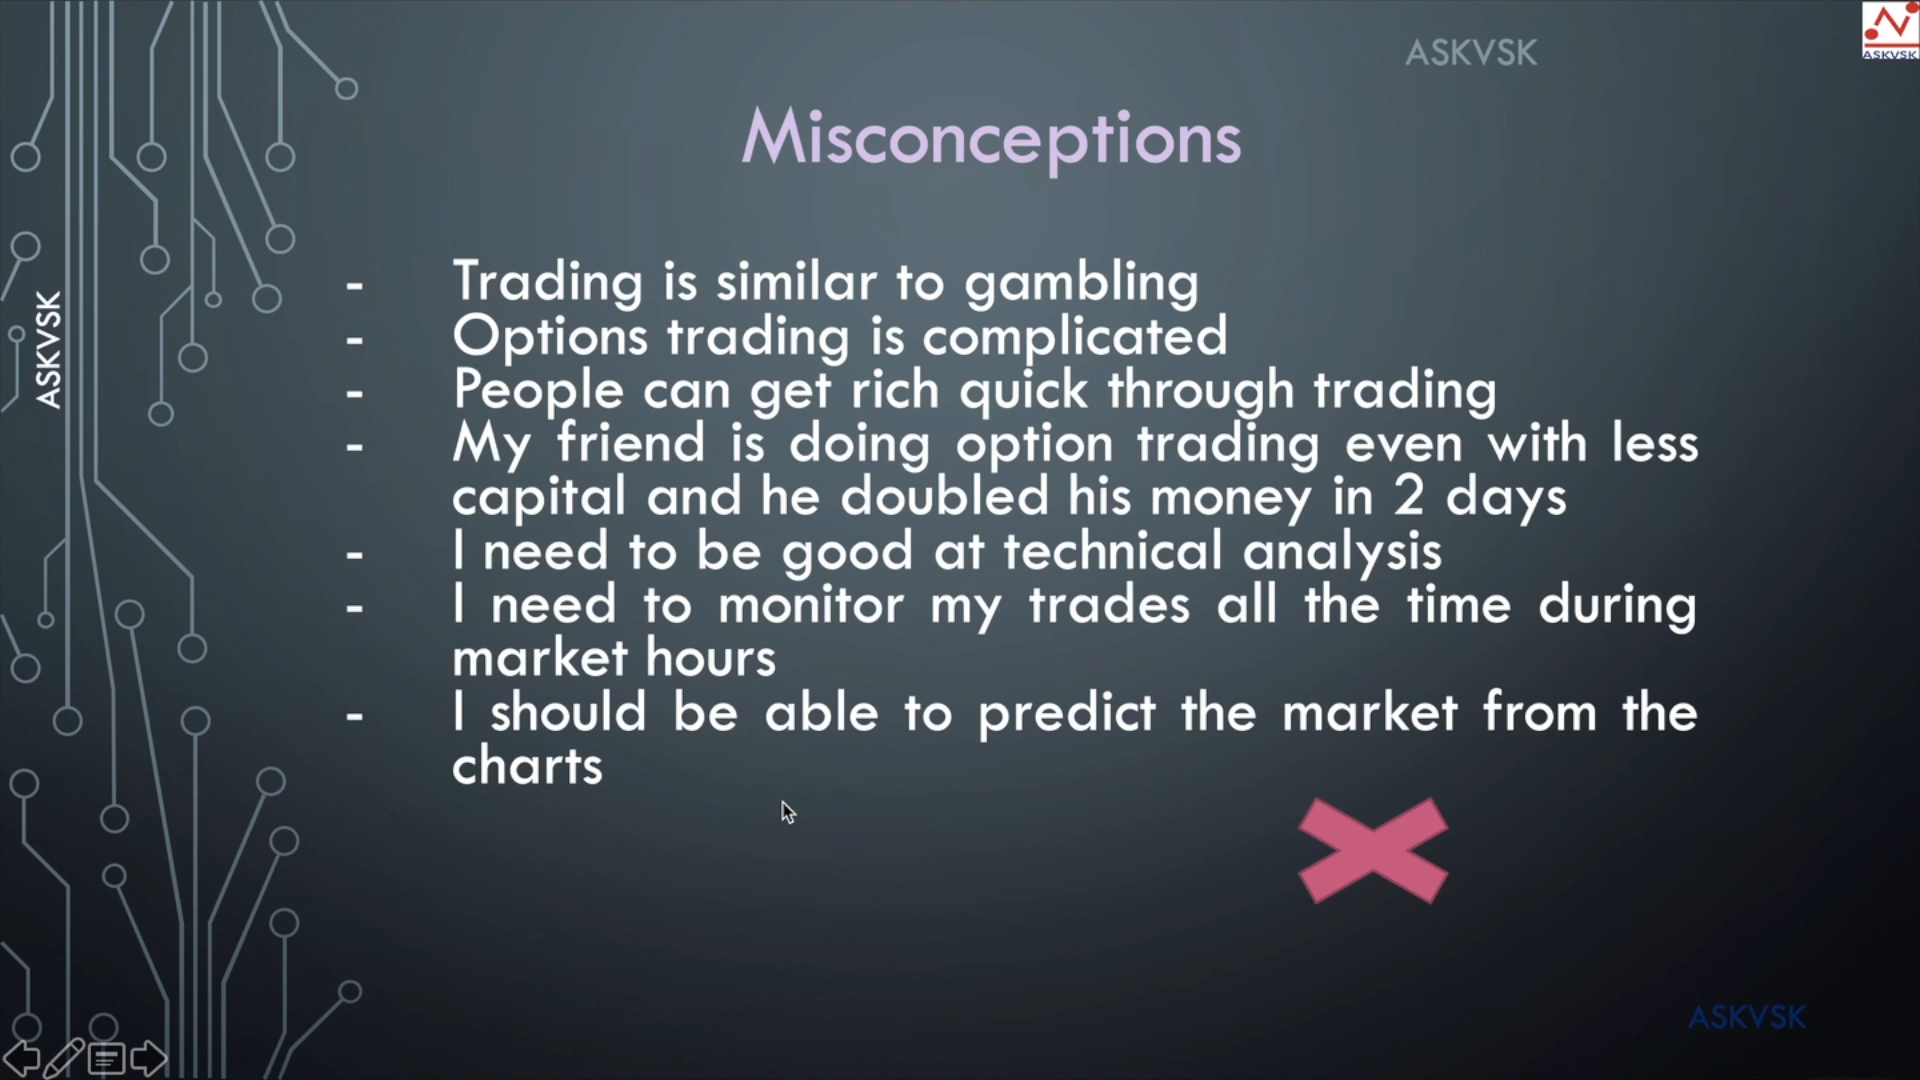 ASKVSK
ASKVSK
Misconceptions
- Trading is similar to gambling
- Options trading is complicated
- People can get rich quick through trading
- My friend is doing option trading even with less
capital and he doubled his money in 2 days
- I need to be good at technical analysis
- I need to monitor my trades all the time during
market hours
- I should be able to predict the market from the
charts
ASKVSK
ASKVSK